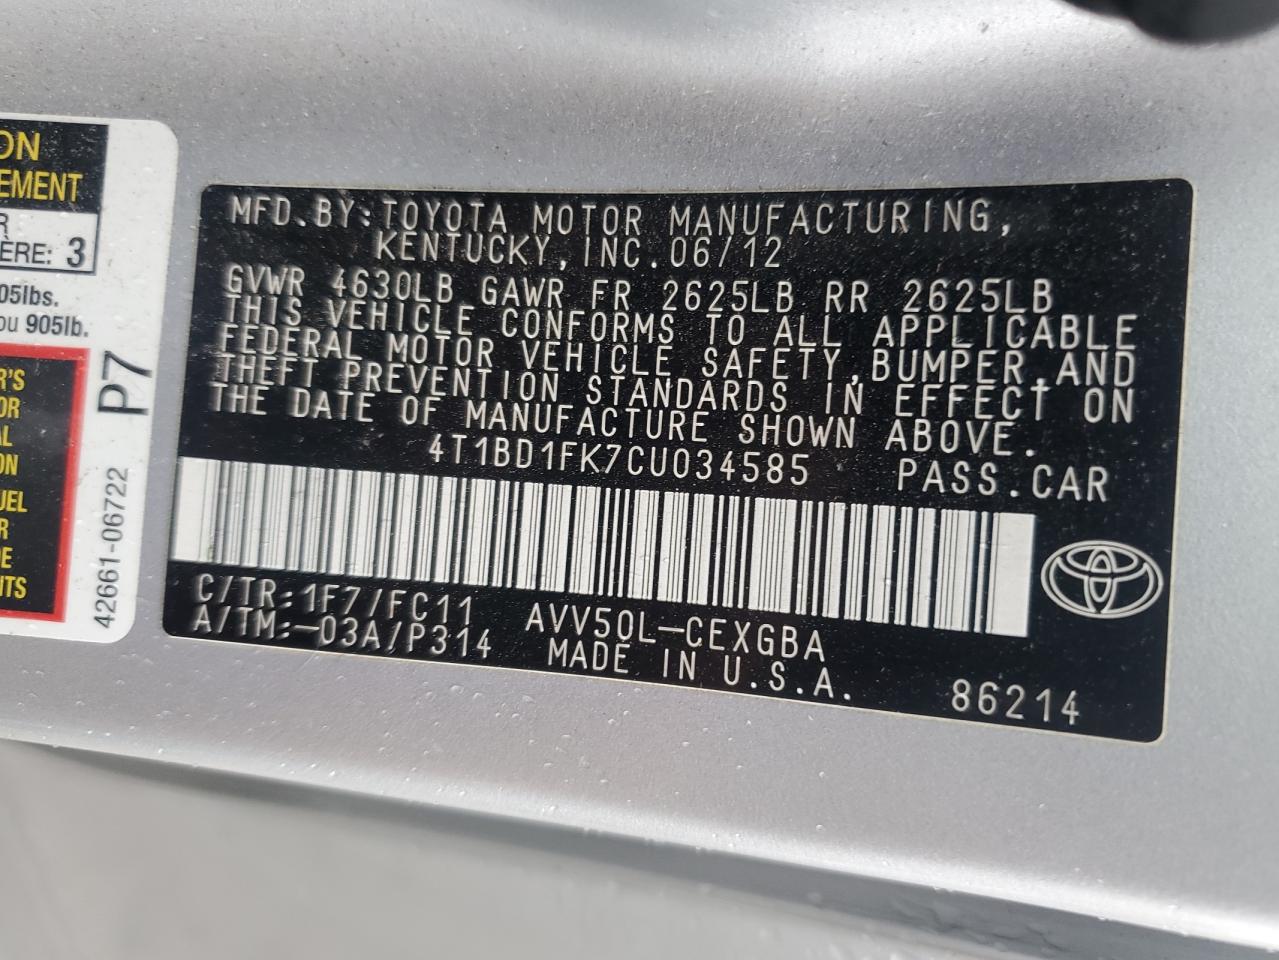 ON
EMENT
R
ÈRE: 3
05lbs.
ou 905lb.
R'S
OR
AL
ON
UEL
R
DE
NTS
P7
42661-06722
MFD.BY:TOYOTA MOTOR MANUFACTURING,
KENTUCKY,INC.06/12
GVWR 4630LB GAWR FR 2625LB RR 2625LB
THIS VEHICLE CONFORMS TO ALL APPLICABLE
FEDERAL MOTOR VEHICLE SAFETY,BUMPER,AND
THEFT PREVENTION STANDARDS IN EFFECT ON
THE DATE OF MANUFACTURE SHOWN ABOVE.
4T1BD1FK7CU034585 PASS.CAR
C/TR:1F7/FC11 AVV50L-CEXGBA
A/TM:-03A/P314 MADE IN U.S.A.
86214